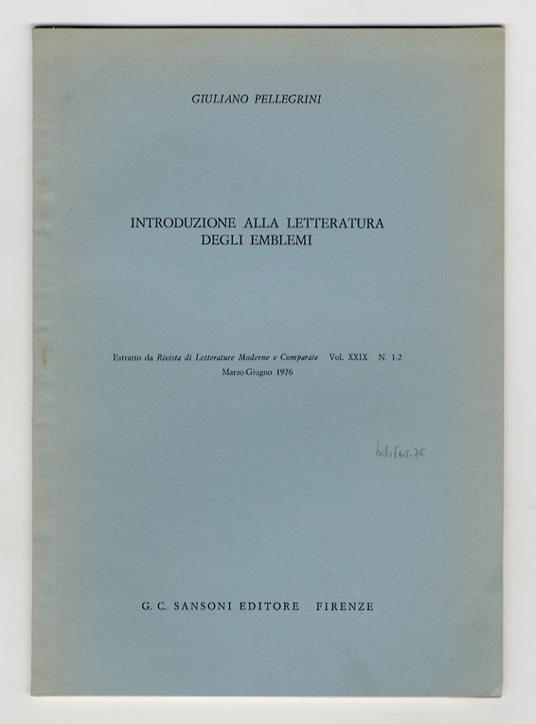 GIULIANO PELLEGRINI
INTRODUZIONE ALLA LETTERATURA
DEGLI EMBLEMI
Estratto da Rivista di Letterature Moderne e Comparate Vol. XXIX N. 1-2
Marzo-Giugno 1976
G. C. SANSONI EDITORE FIRENZE